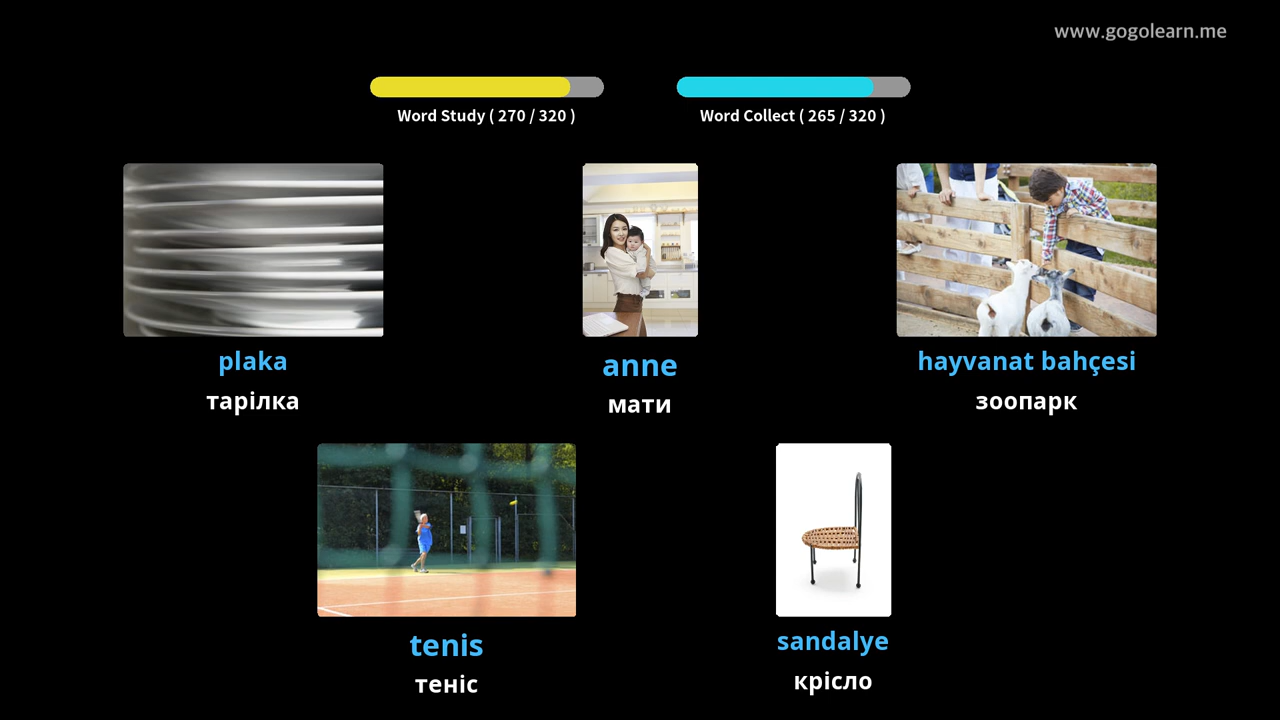 www.gogolearn.me
Word Study ( 270 / 320 )
Word Collect ( 265 / 320 )
plaka
тарілка
anne
мати
hayvanat bahçesi
зоопарк
tenis
теніс
sandalye
крісло